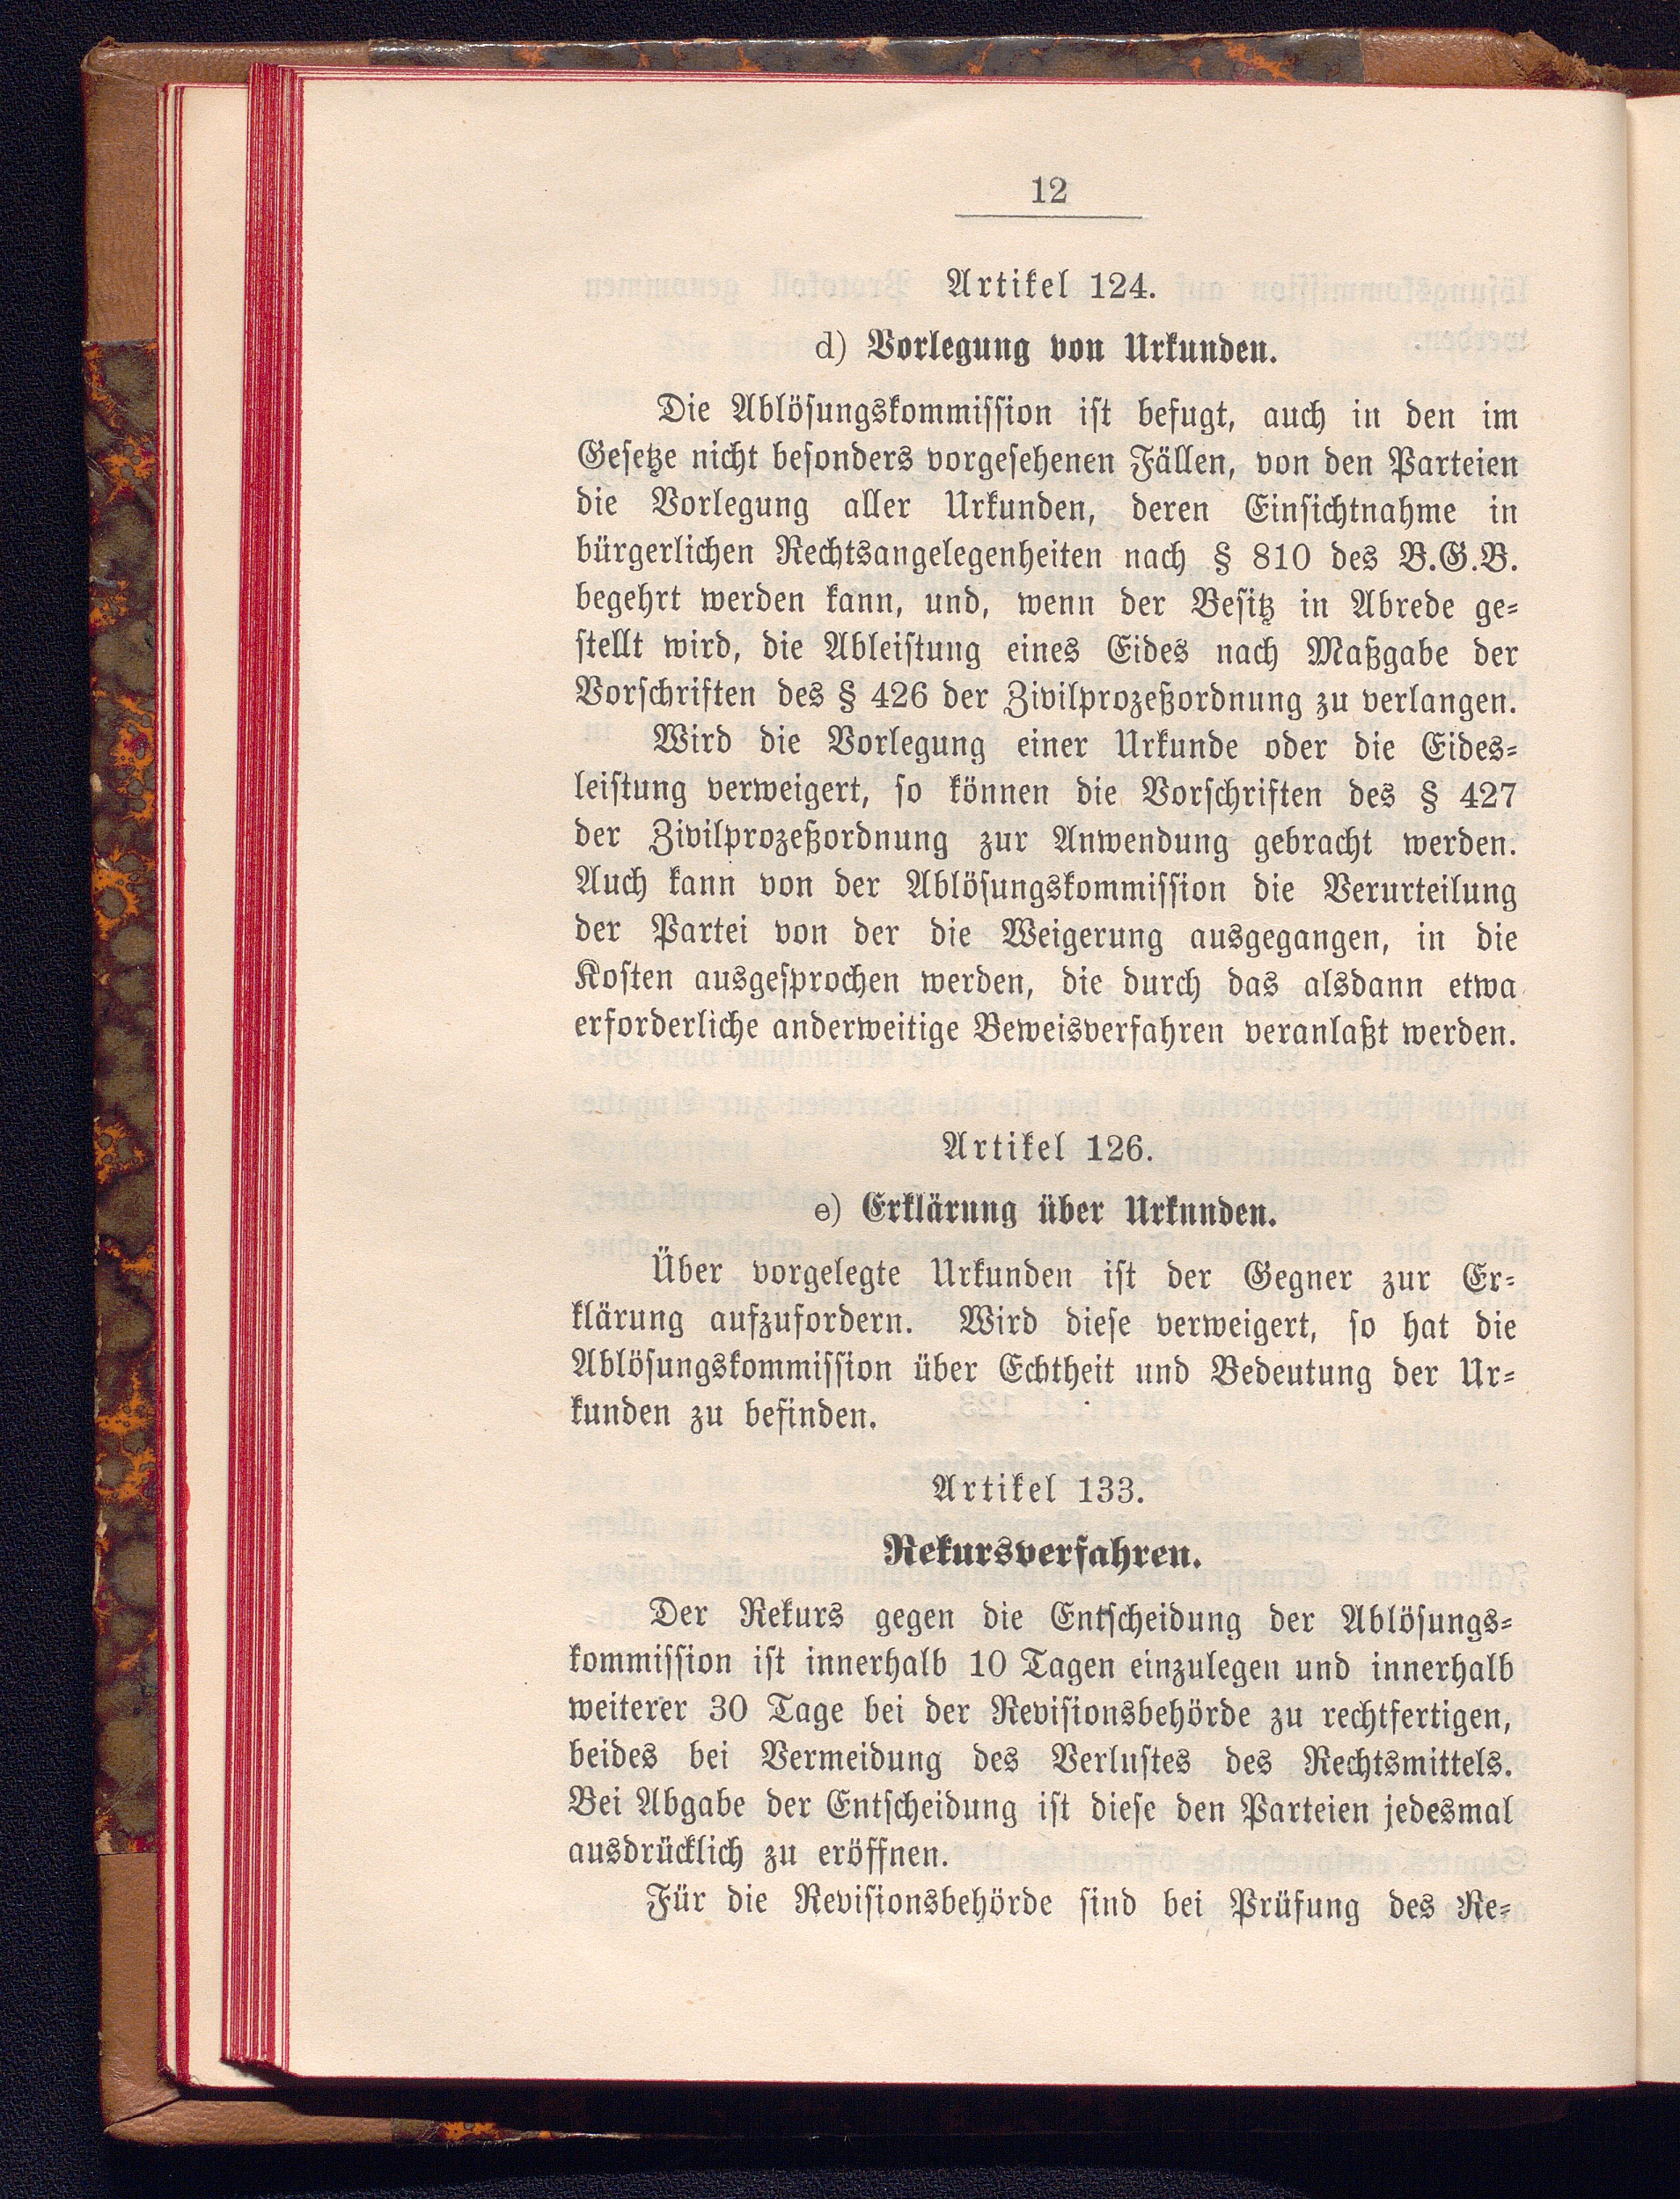 12
Artikel 124.
d) Vorlegung von Urkunden.
Die Ablösungskommission ist befugt, auch in den im
Gesetze nicht besonders vorgesehenen Fällen, von den Parteien
die Vorlegung aller Urkunden, deren Einsichtnahme in
bürgerlichen Rechtsangelegenheiten nach § 810 des B.G.B.
begehrt werden kann, und, wenn der Besitz in Abrede ge-
stellt wird, die Ableistung eines Eides nach Maßgabe der
Vorschriften des § 426 der Zivilprozeßordnung zu verlangen.
Wird die Vorlegung einer Urkunde oder die Eides-
leistung verweigert, so können die Vorschriften des § 427
der Zivilprozeßordnung zur Anwendung gebracht werden.
Auch kann von der Ablösungskommission die Verurteilung
der Partei von der die Weigerung ausgegangen, in die
Kosten ausgesprochen werden, die durch das alsdann etwa
erforderliche anderweitige Beweisverfahren veranlaßt werden.
Artikel 126.
e) Erklärung über Urkunden.
Über vorgelegte Urkunden ist der Gegner zur Er-
klärung aufzufordern. Wird diese verweigert, so hat die
Ablösungskommission über Echtheit und Bedeutung der Ur-
kunden zu befinden.
Artikel 133.
Rekursverfahren.
Der Rekurs gegen die Entscheidung der Ablösungs-
kommission ist innerhalb 10 Tagen einzulegen und innerhalb
weiterer 30 Tage bei der Revisionsbehörde zu rechtfertigen,
beides bei Vermeidung des Verlustes des Rechtsmittels.
Bei Abgabe der Entscheidung ist diese den Parteien jedesmal
ausdrücklich zu eröffnen.
Für die Revisionsbehörde sind bei Prüfung des Re-